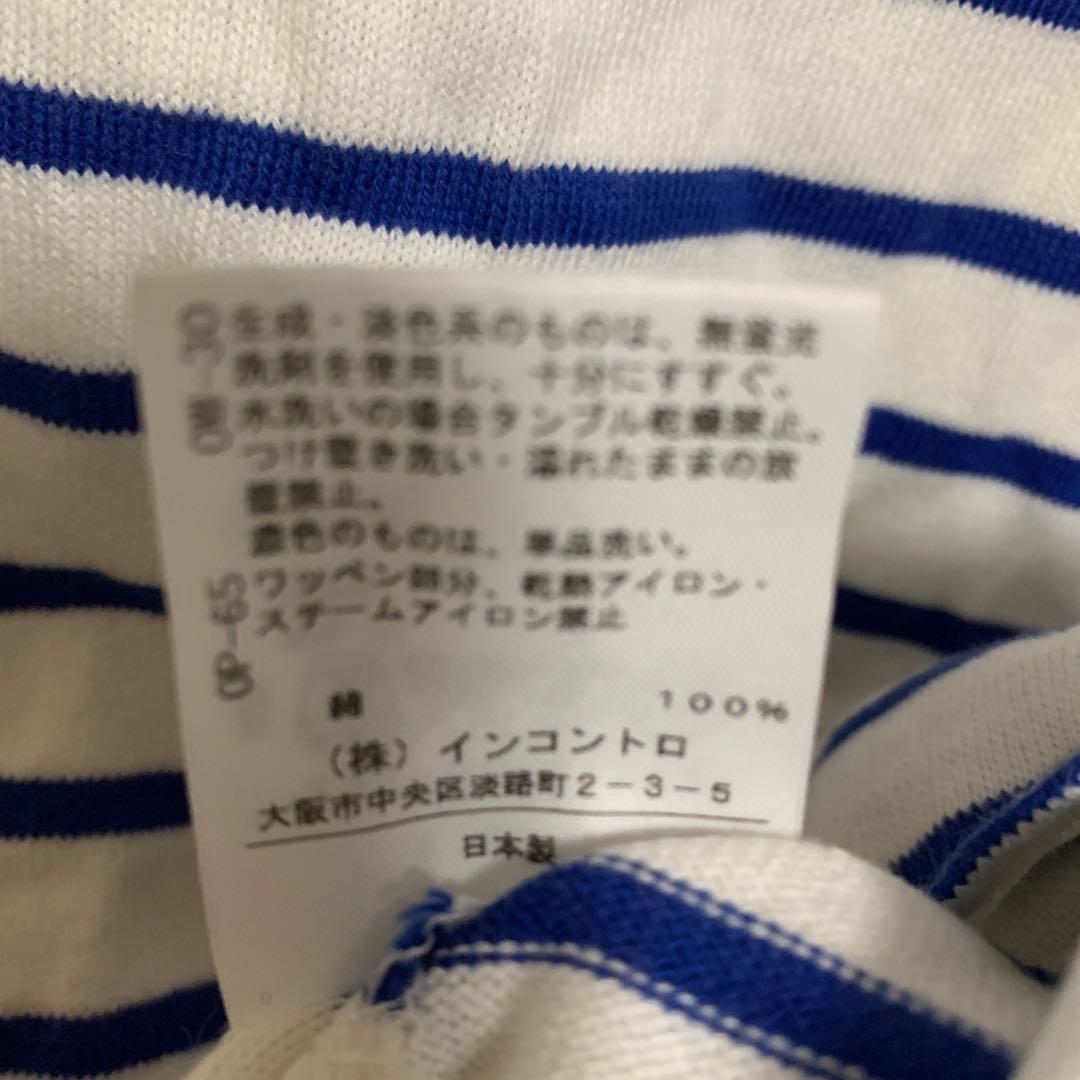 生成・淡色系のものは、無蛍光
洗剤を使用し、十分にすすぐ。
水洗いの場合タンブル乾燥禁止。
つけ置き洗い・濡れたままの放
置禁止。
濃色のものは、単品洗い。
ワッペン部分、乾熱アイロン・
スチームアイロン禁止
綿 100%
(株)インコントロ
大阪市中央区淡路町2-3-5
日本製